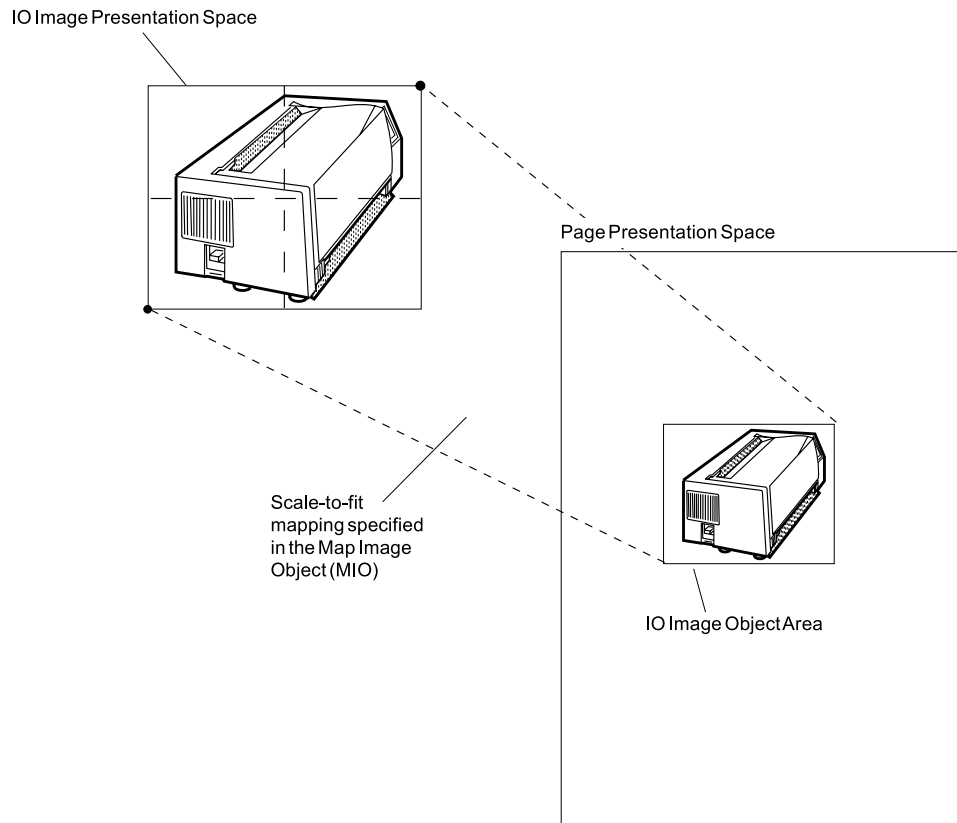 IO Image Presentation Space
Page Presentation Space
Scale-to-fit
mapping specified
in the Map Image
Object (MIO)
IO Image Object Area